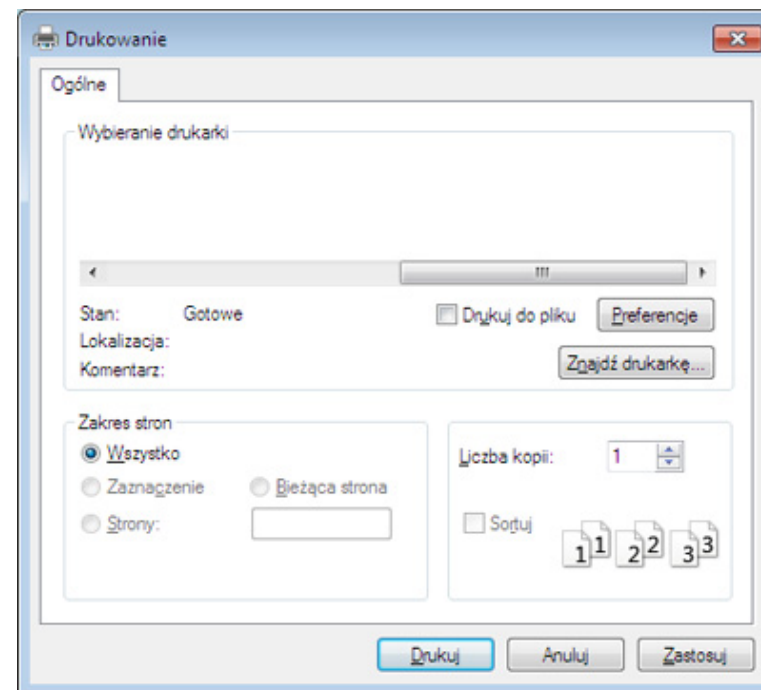 Drukowanie
Ogólne
Wybieranie drukarki
Stan: Gotowe
Drukuj do pliku
Preferencje
Lokalizacja:
Komentarz:
Znajdź drukarkę...
Zakres stron
Wszystko
Zaznaczenie
Bieżąca strona
Strony:
Liczba kopii: 1
Sortuj
1 1 2 2 3 3
Drukuj
Anuluj
Zastosuj